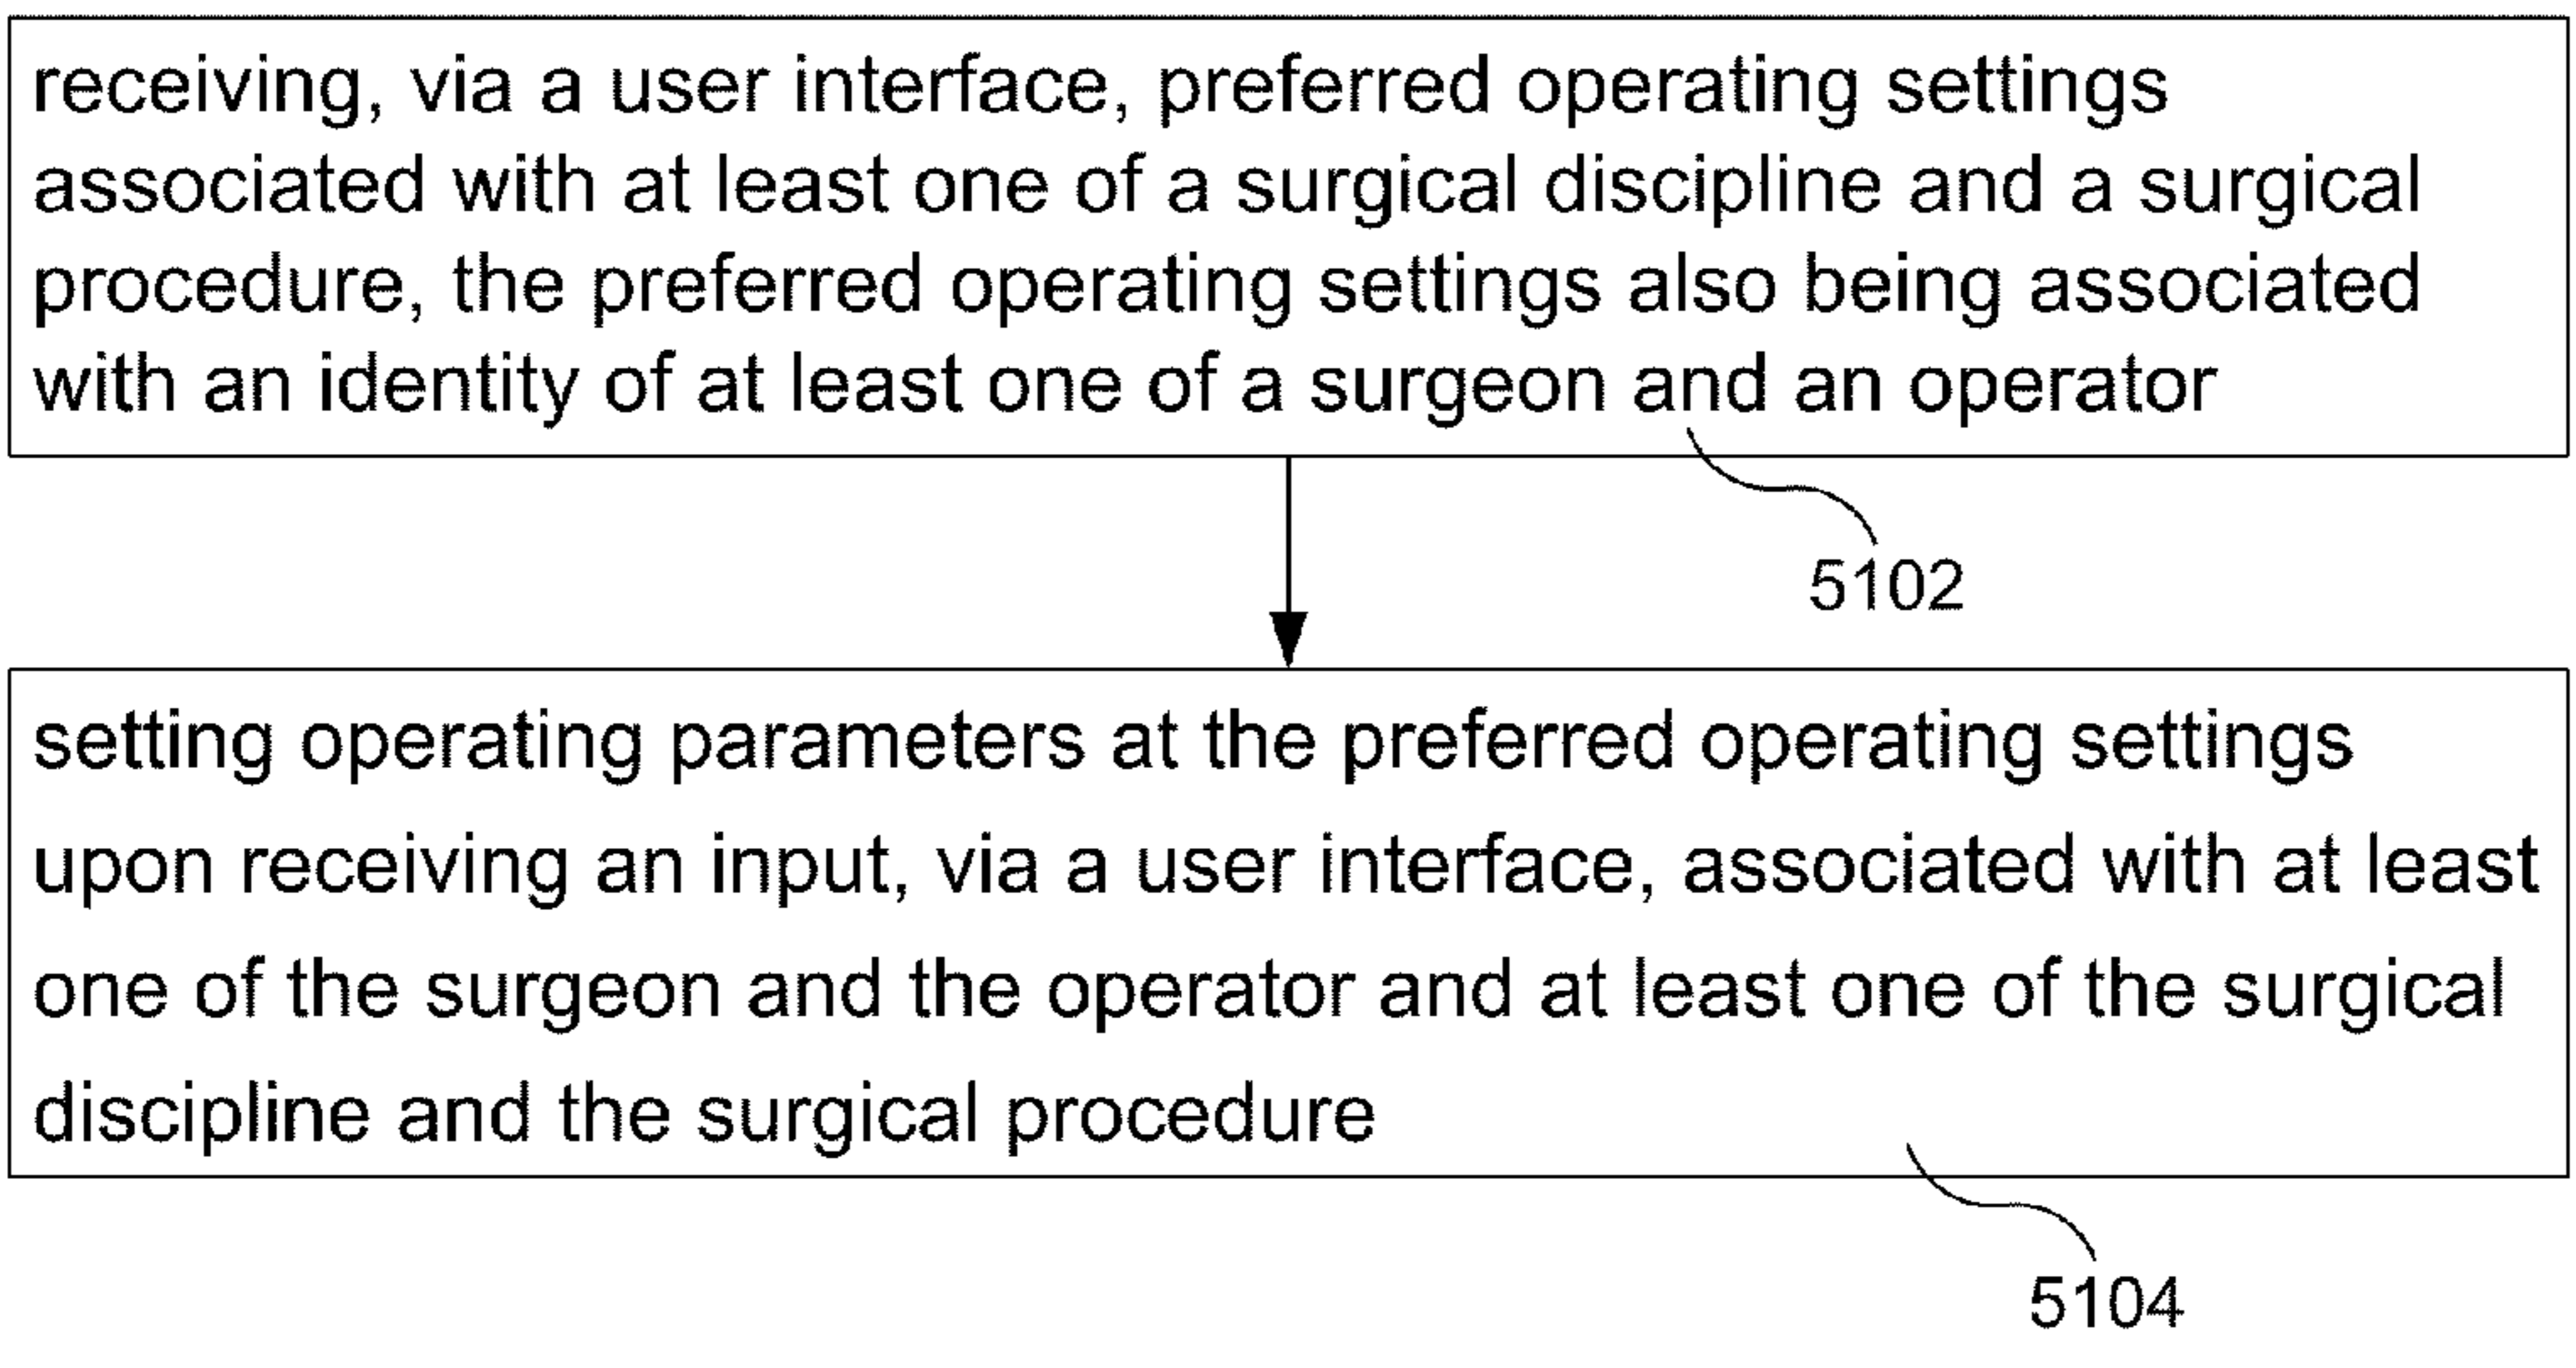 receiving, via a user interface, preferred operating settings
associated with at least one of a surgical discipline and a surgical
procedure, the preferred operating settings also being associated
with an identity of at least one of a surgeon and an operator
5102
setting operating parameters at the preferred operating settings
upon receiving an input, via a user interface, associated with at least
one of the surgeon and the operator and at least one of the surgical
discipline and the surgical procedure
5104